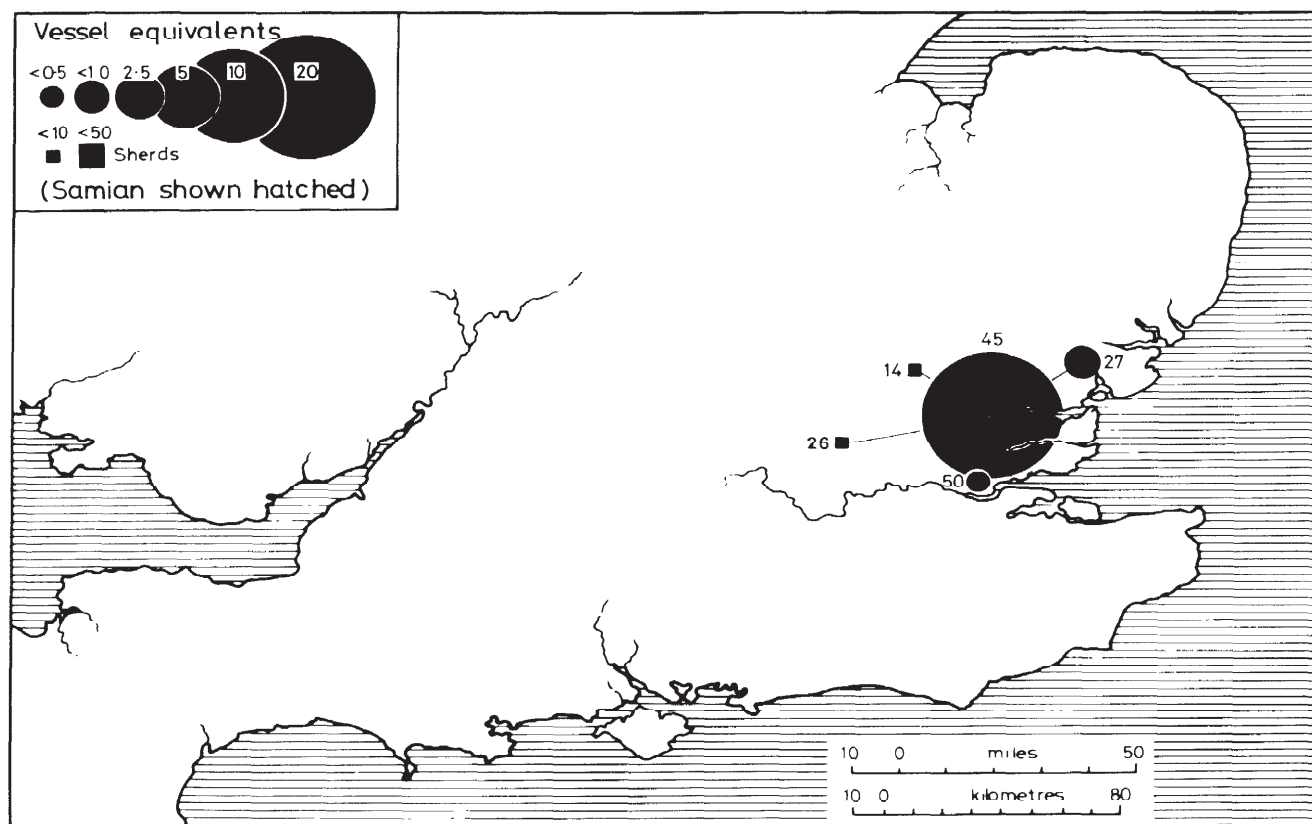 Vessel equivalents
<0·5 <1 0 2·5 5 10 20
<10 <50
Sherds
(Samian shown hatched)
45
14
27
26
50
10 0 miles 50
10 0 kilometres 80